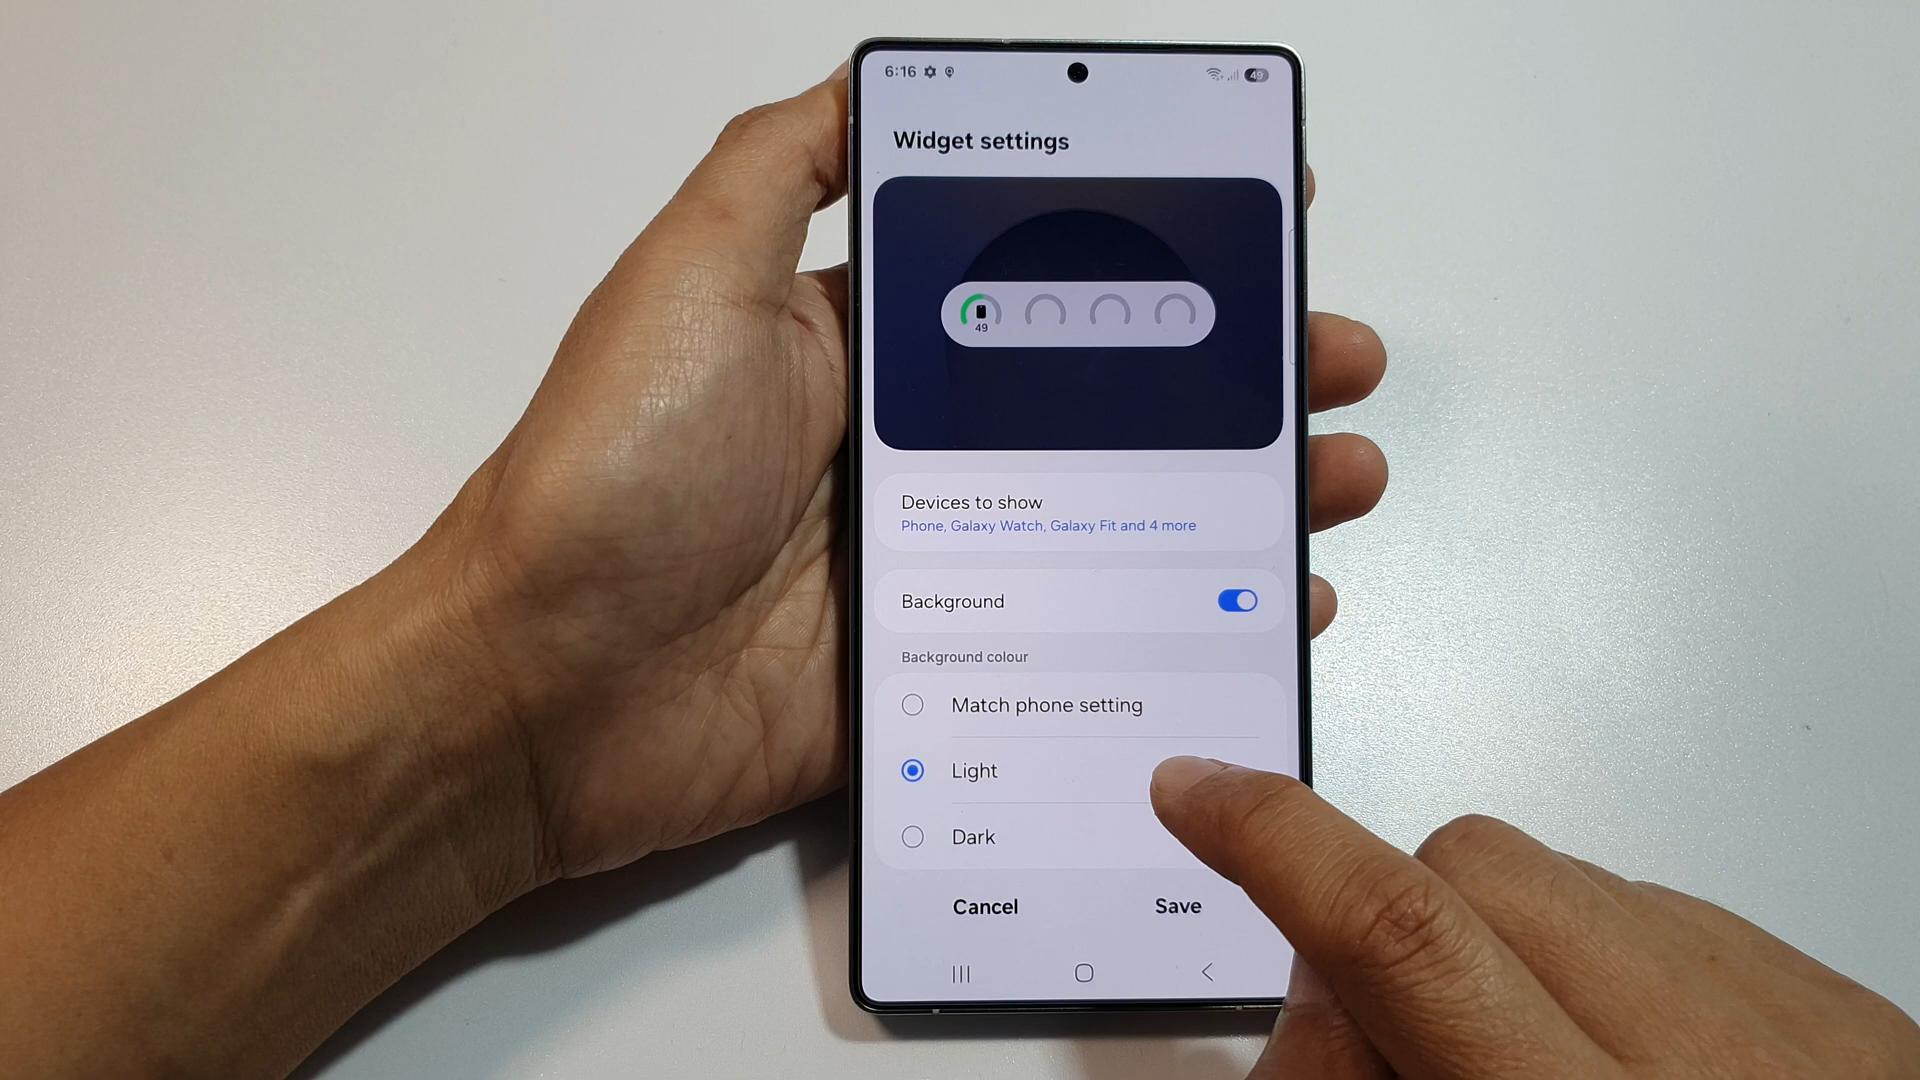 6:16
49
Widget settings
49
Devices to show
Phone, Galaxy Watch, Galaxy Fit and 4 more
Background
Background colour
Match phone setting
Light
Dark
Cancel
Save